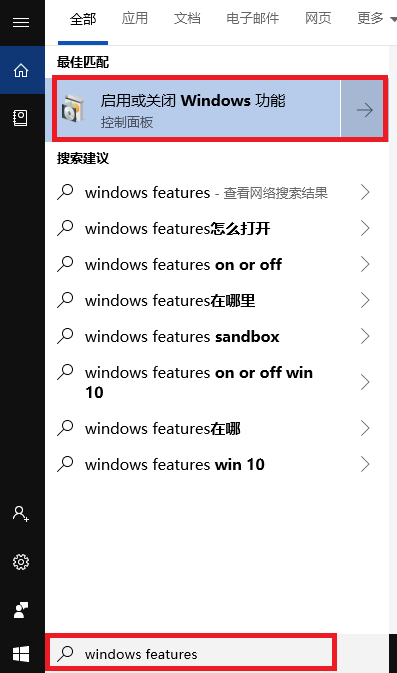 全部 应用 文档 电子邮件 网页 更多
最佳匹配
启用或关闭 Windows 功能
控制面板
搜索建议
windows features - 查看网络搜索结果
windows features怎么打开
windows features on or off
windows features在哪里
windows features sandbox
windows features on or off win
10
windows features在哪
windows features win 10
windows features